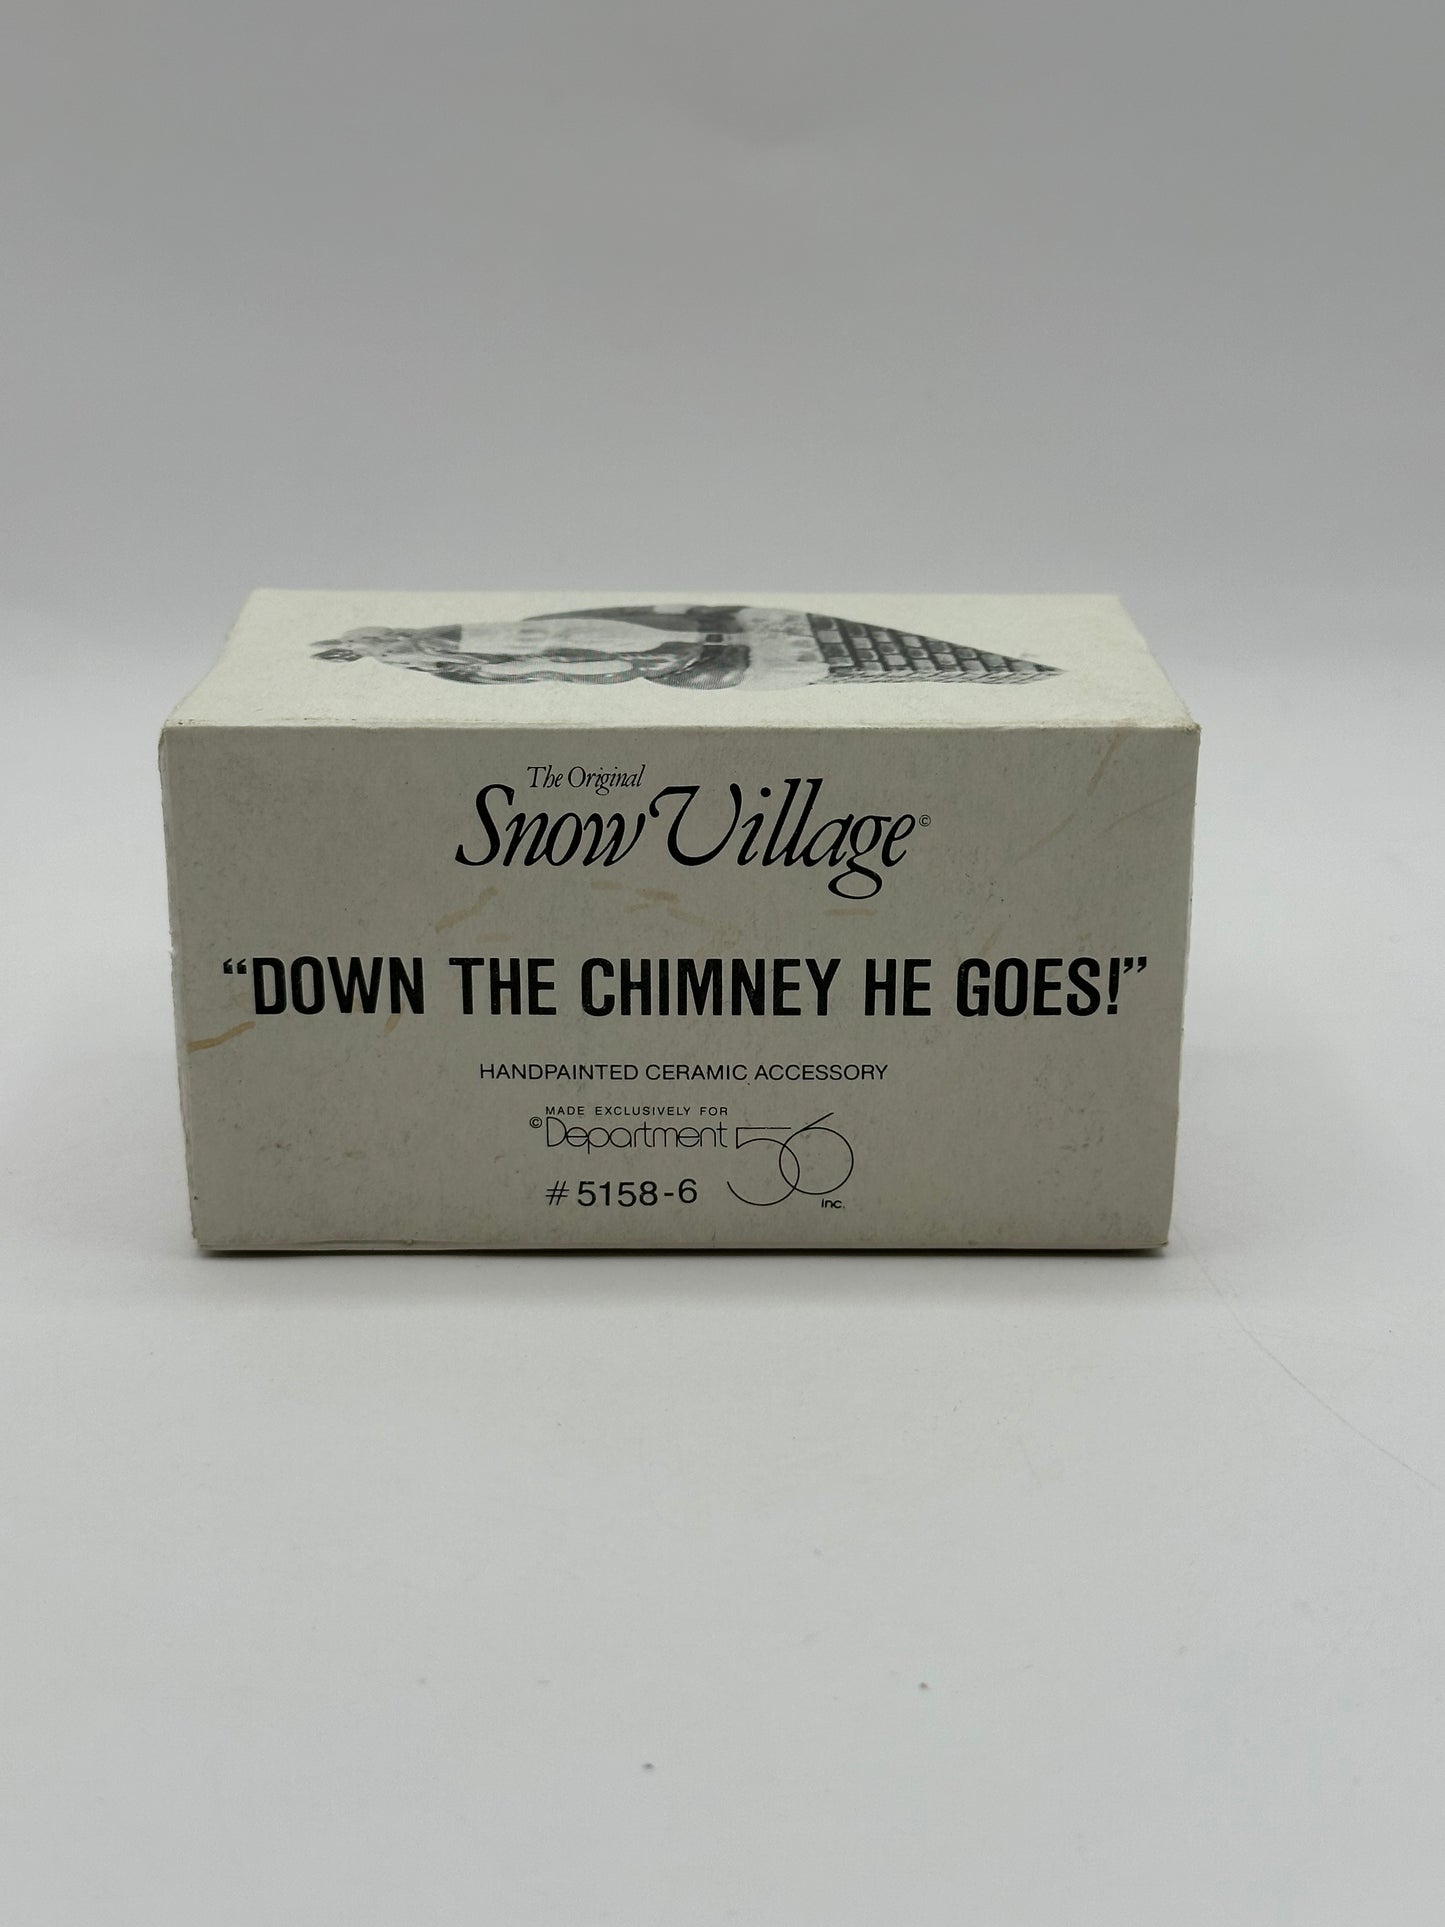 The Original
Snow Village©
“DOWN THE CHIMNEY HE GOES!”
HANDPAINTED CERAMIC ACCESSORY
MADE EXCLUSIVELY FOR
©Department 56
#5158-6
inc.